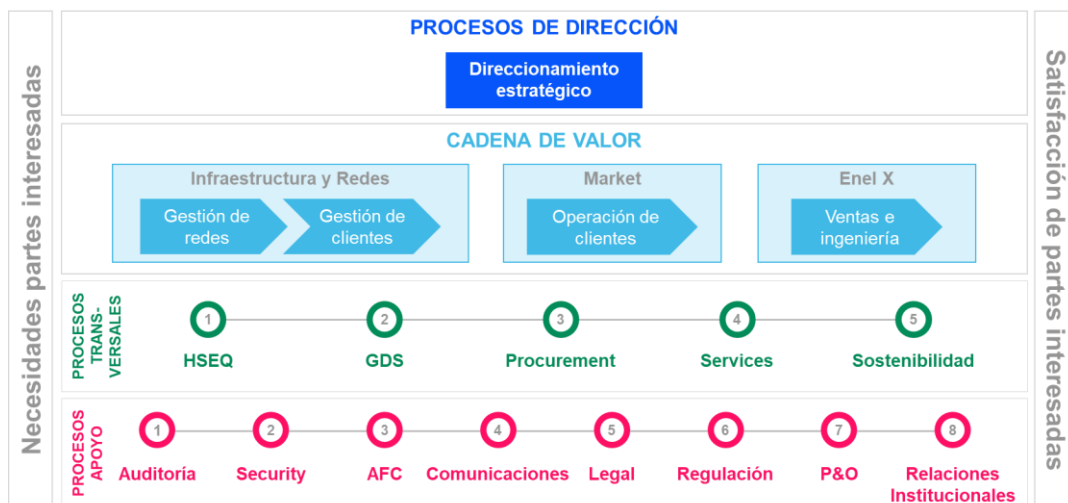 Necesidades partes interesadas
PROCESOS DE DIRECCIÓN
Direccionamiento
estratégico
CADENA DE VALOR
Infraestructura y Redes
Gestión de
redes
Gestión de
clientes
Market
Operación de
clientes
Enel X
Ventas e
ingeniería
PROCESOS
TRANS-
VERSALES
1
HSEQ
2
GDS
3
Procurement
4
Services
5
Sostenibilidad
PROCESOS
APOYO
1
Auditoría
2
Security
3
AFC
4
Comunicaciones
5
Legal
6
Regulación
7
P&O
8
Relaciones
Institucionales
Satisfacción de partes interesadas